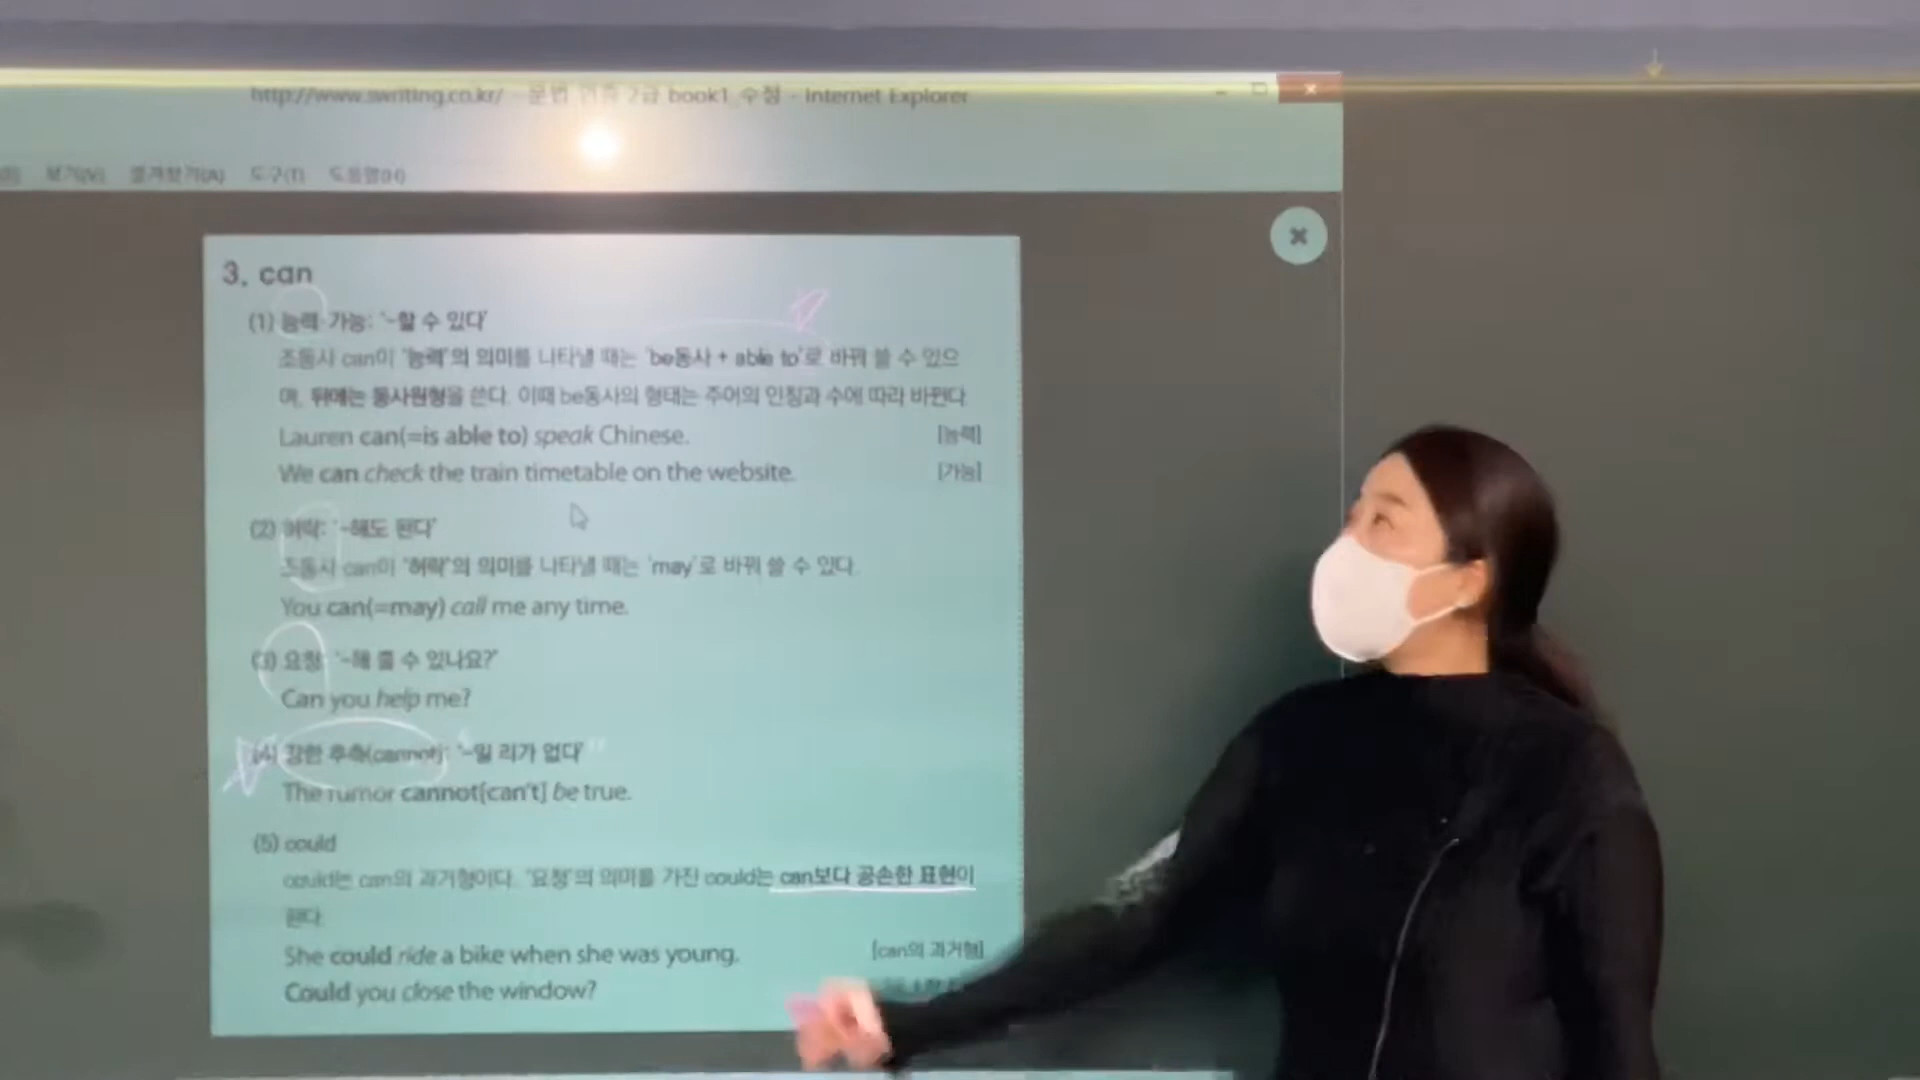 http://www.swriting.co.kr/ - 문법 2급 book1_수정 - Internet Explorer
보기(V) 즐겨찾기(A) 도구(T) 도움말(H)
3. can
(1) 능력·가능: '~할 수 있다'
조동사 can이 '능력'의 의미를 나타낼 때는 'be동사 + able to'로 바꿔 쓸 수 있으
며, 뒤에는 동사원형을 쓴다. 이때 be동사의 형태는 주어의 인칭과 수에 따라 바뀐다.
Lauren can(=is able to) speak Chinese. [능력]
We can check the train timetable on the website. [가능]
(2) 허락: '~해도 된다'
조동사 can이 '허락'의 의미를 나타낼 때는 'may'로 바꿔 쓸 수 있다.
You can(=may) call me any time.
(3) 요청: '~해 줄 수 있나요?'
Can you help me?
(4) 강한 추측(cannot): '~일 리가 없다'
The rumor cannot[can't] be true.
(5) could
could는 can의 과거형이다. '요청'의 의미를 가진 could는 can보다 공손한 표현이
된다.
She could ride a bike when she was young. [can의 과거형]
Could you close the window?